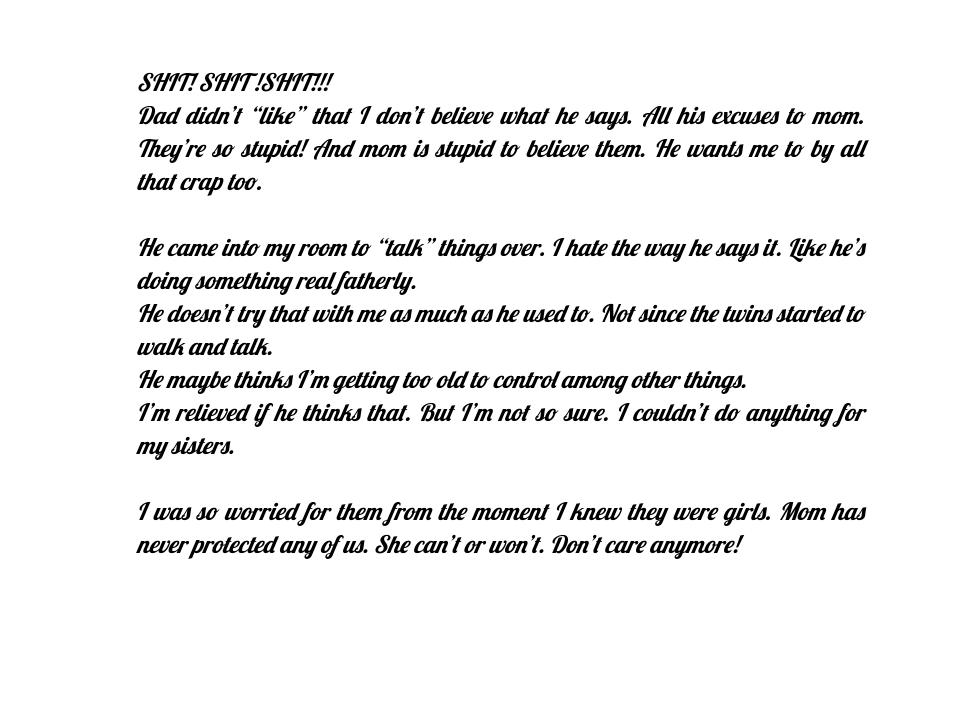 SHIT! SHIT!SHIT!!!
Dad didn't “like” that I don't believe what he says. All his excuses to mom.
They're so stupid! And mom is stupid to believe them. He wants me to by all
that crap too.
He came into my room to “talk” things over. I hate the way he says it. Like he's
doing something real fatherly.
He doesn't try that with me as much as he used to. Not since the twins started to
walk and talk.
He maybe thinks I'm getting too old to control among other things.
I'm relieved if he thinks that. But I'm not so sure. I couldn't do anything for
my sisters.
I was so worried for them from the moment I knew they were girls. Mom has
never protected any of us. She can't or won't. Don't care anymore!